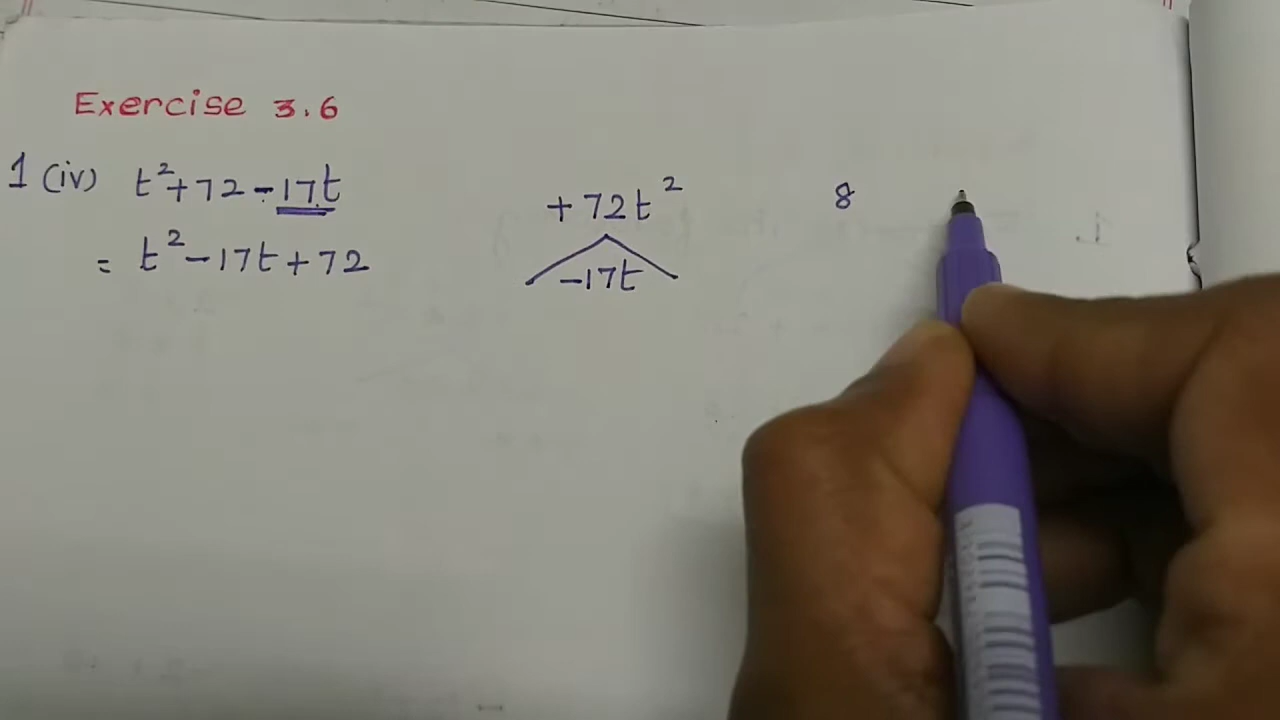 Exercise 3.6
1 (iv) t²+72-17t
= t²-17t+72
+72t²
-17t
8